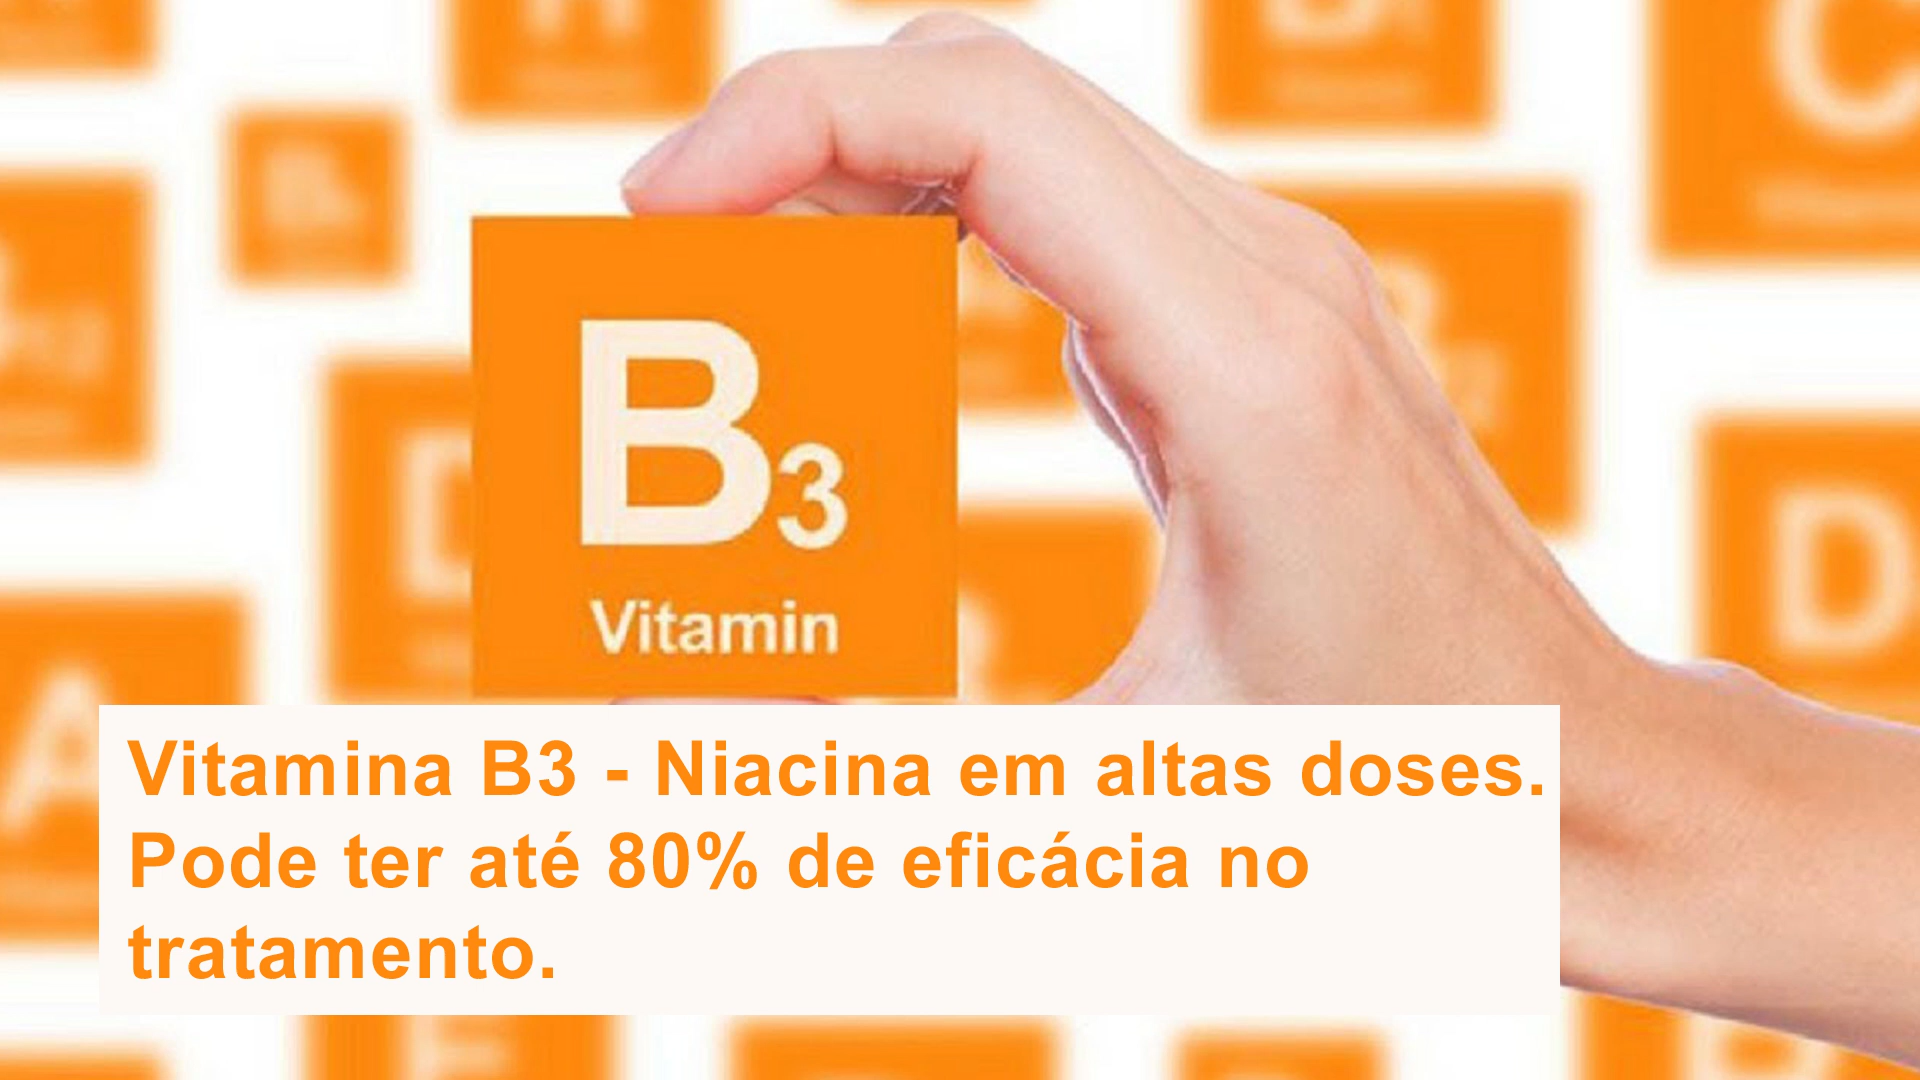 B3
Vitamin
Vitamina B3 - Niacina em altas doses.
Pode ter até 80% de eficácia no
tratamento.
C
D
A